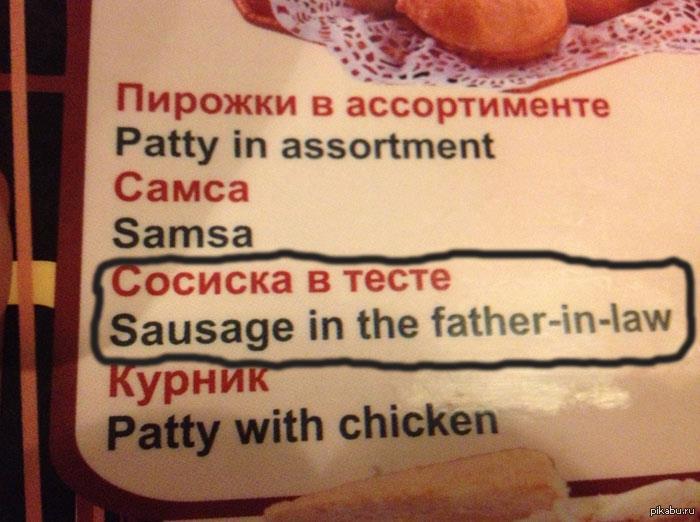 Пирожки в ассортименте
Patty in assortment
Самса
Samsa
Сосиска в тесте
Sausage in the father-in-law
Курник
Patty with chicken
pikabu.ru